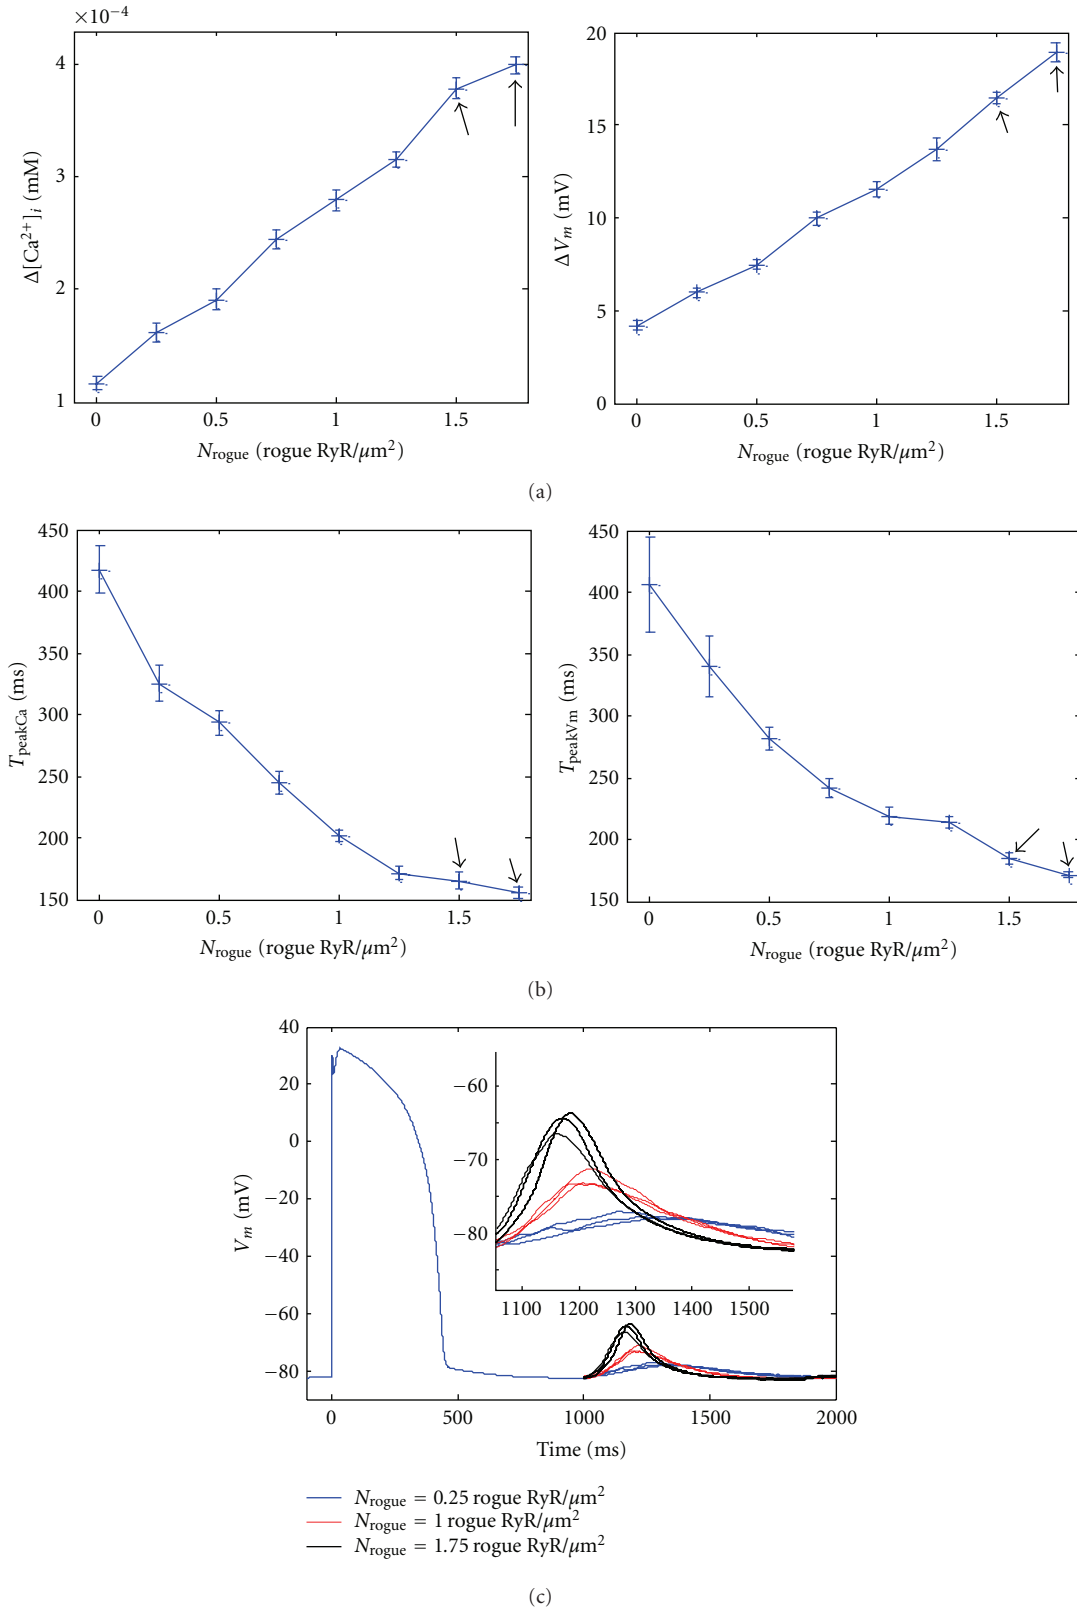 ×10⁻⁴
4
3
2
1
Δ[Ca²⁺]ᵢ (mM)
0 0.5 1 1.5
N_rogue (rogue RyR/μm²)
20
15
10
5
0
ΔV_m (mV)
0 0.5 1 1.5
N_rogue (rogue RyR/μm²)
(a)
450
400
350
300
250
200
150
T_peakCa (ms)
0 0.5 1 1.5
N_rogue (rogue RyR/μm²)
450
400
350
300
250
200
150
T_peakVm (ms)
0 0.5 1 1.5
N_rogue (rogue RyR/μm²)
(b)
40
20
0
−20
−40
−60
−80
V_m (mV)
−60
−70
−80
1100 1200 1300 1400 1500
0 500 1000 1500 2000
Time (ms)
N_rogue = 0.25 rogue RyR/μm²
N_rogue = 1 rogue RyR/μm²
N_rogue = 1.75 rogue RyR/μm²
(c)